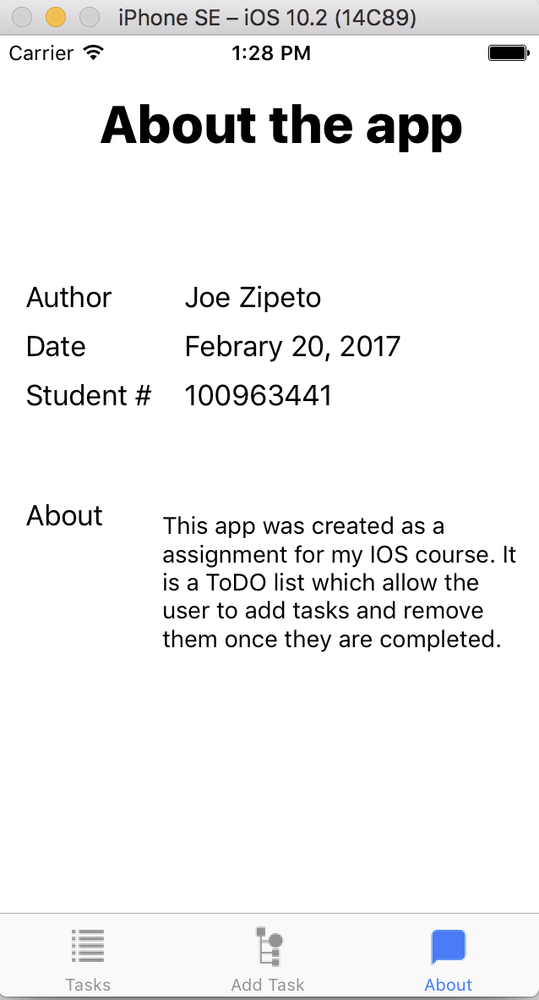 iPhone SE – iOS 10.2 (14C89)
Carrier 1:28 PM
About the app
Author Joe Zipeto
Date Febrary 20, 2017
Student # 100963441
About
This app was created as a
assignment for my IOS course. It
is a ToDO list which allow the
user to add tasks and remove
them once they are completed.
Tasks Add Task About